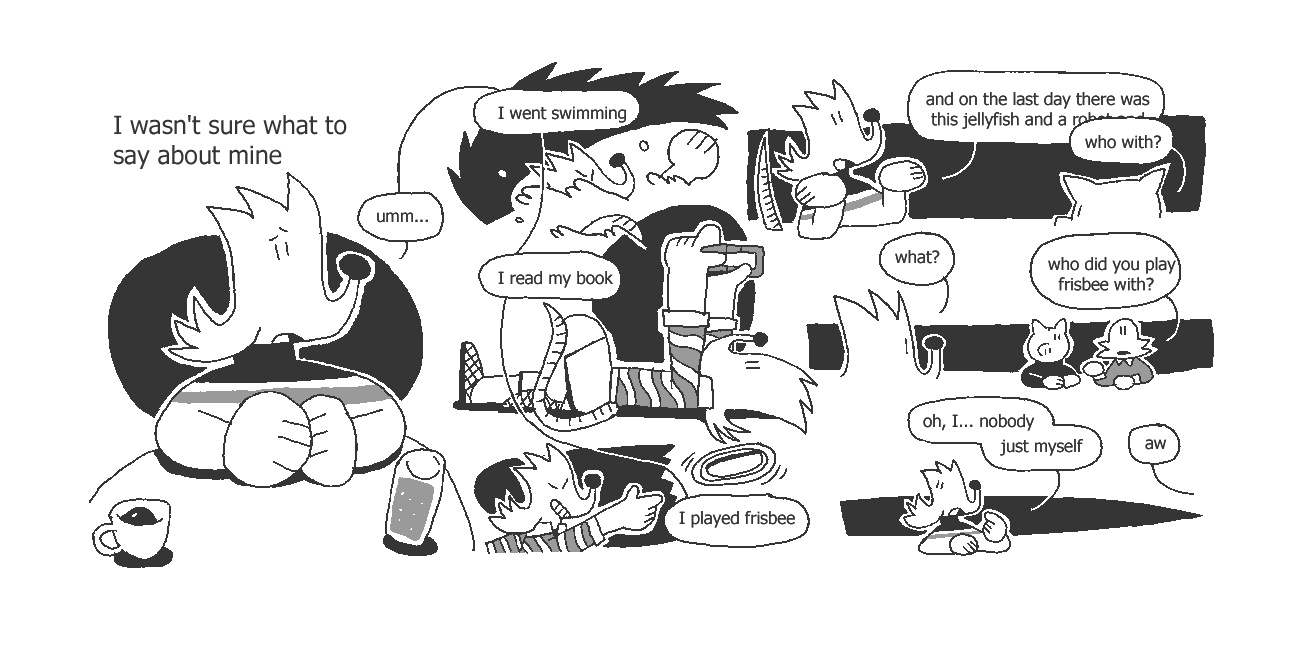 I wasn't sure what to
say about mine
umm...
I went swimming
I read my book
I played frisbee
and on the last day there was
this jellyfish and a robot and
who with?
what?
who did you play
frisbee with?
oh, I... nobody
just myself
aw